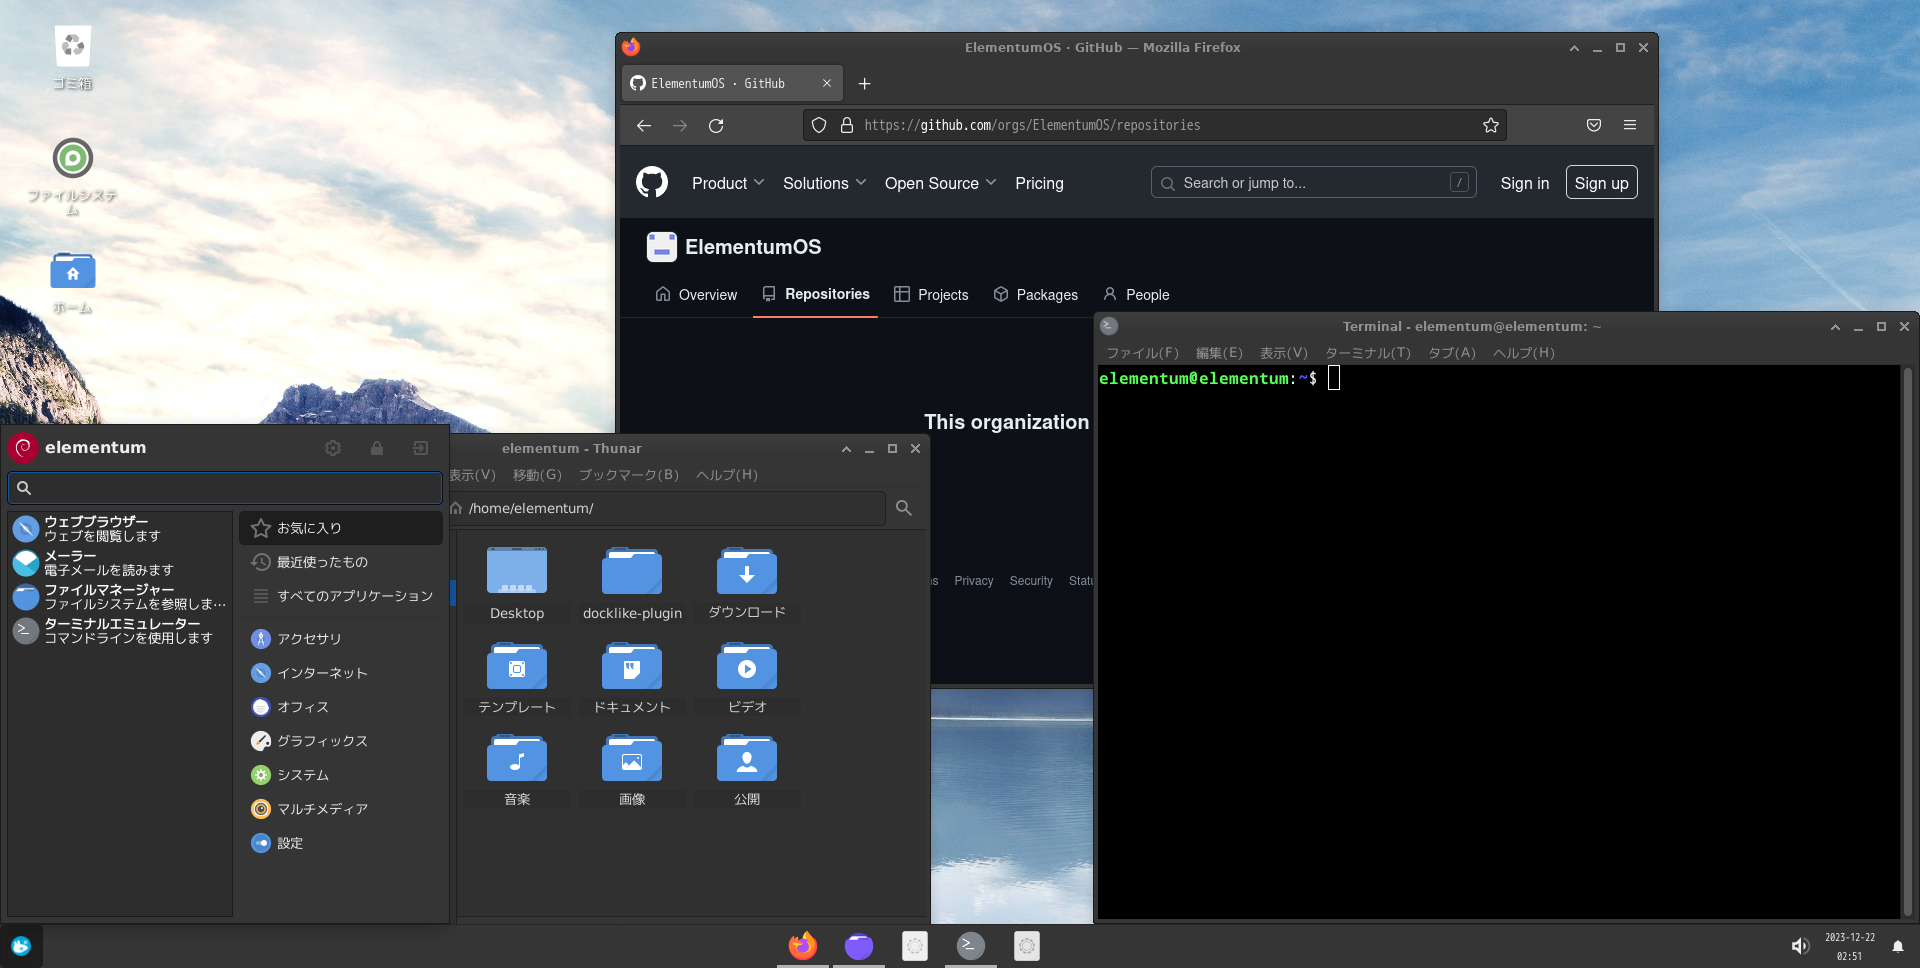 ゴミ箱
ファイルシステ
ム
ホーム
ElementumOS · GitHub — Mozilla Firefox
ElementumOS · GitHub
https://github.com/orgs/ElementumOS/repositories
Product
Solutions
Open Source
Pricing
Search or jump to...
/
Sign in
Sign up
ElementumOS
Overview
Repositories
Projects
Packages
People
This organization
Privacy
Security
Terminal - elementum@elementum: ~
ファイル(F) 編集(E) 表示(V) ターミナル(T) タブ(A) ヘルプ(H)
elementum@elementum:~$
elementum - Thunar
表示(V) 移動(G) ブックマーク(B) ヘルプ(H)
/home/elementum/
Desktop
docklike-plugin
ダウンロード
テンプレート
ドキュメント
ビデオ
音楽
画像
公開
elementum
ウェブブラウザー
ウェブを閲覧します
メーラー
電子メールを読みます
ファイルマネージャー
ファイルシステムを参照しま…
ターミナルエミュレーター
コマンドラインを使用します
お気に入り
最近使ったもの
すべてのアプリケーション
アクセサリ
インターネット
オフィス
グラフィックス
システム
マルチメディア
設定
2023-12-22
02:51